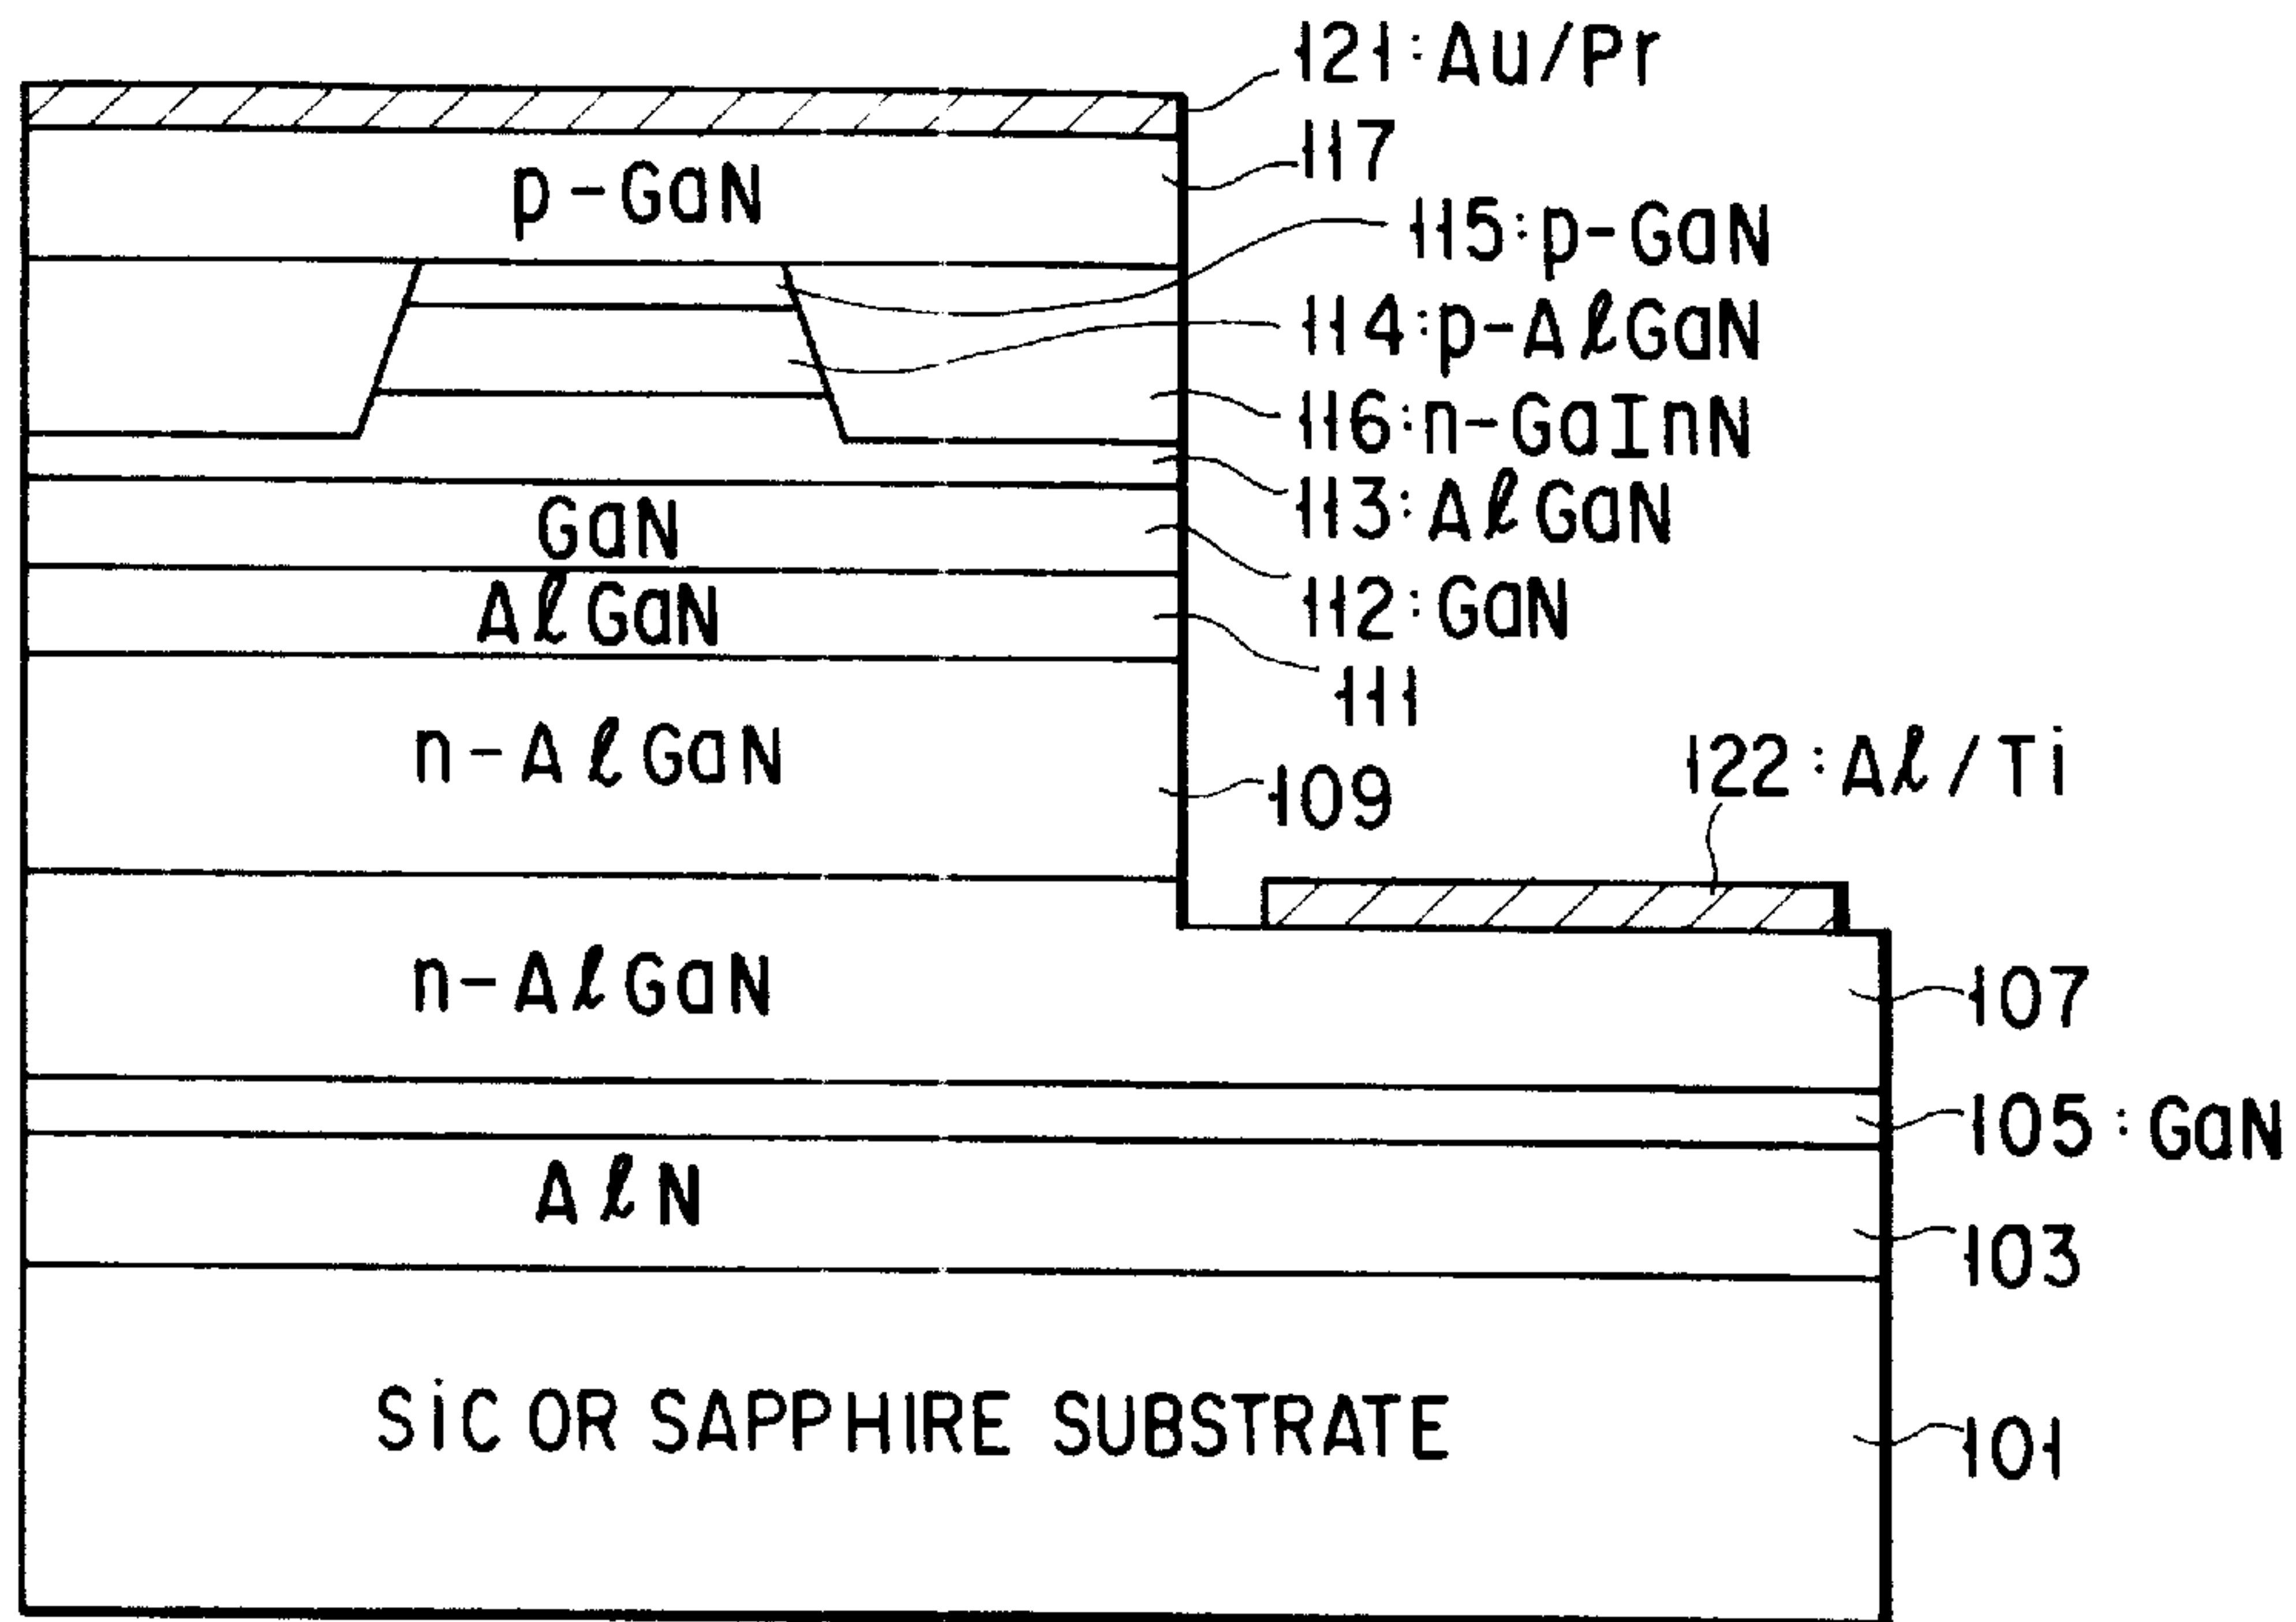 121:Au/Pr
p-GaN
117
115:p-GaN
114:p-AlGaN
116:n-GaInN
113:AlGaN
GaN
112:GaN
AlGaN
111
n-AlGaN
109
122:Al/Ti
n-AlGaN
107
105:GaN
AlN
103
SiC OR SAPPHIRE SUBSTRATE
101